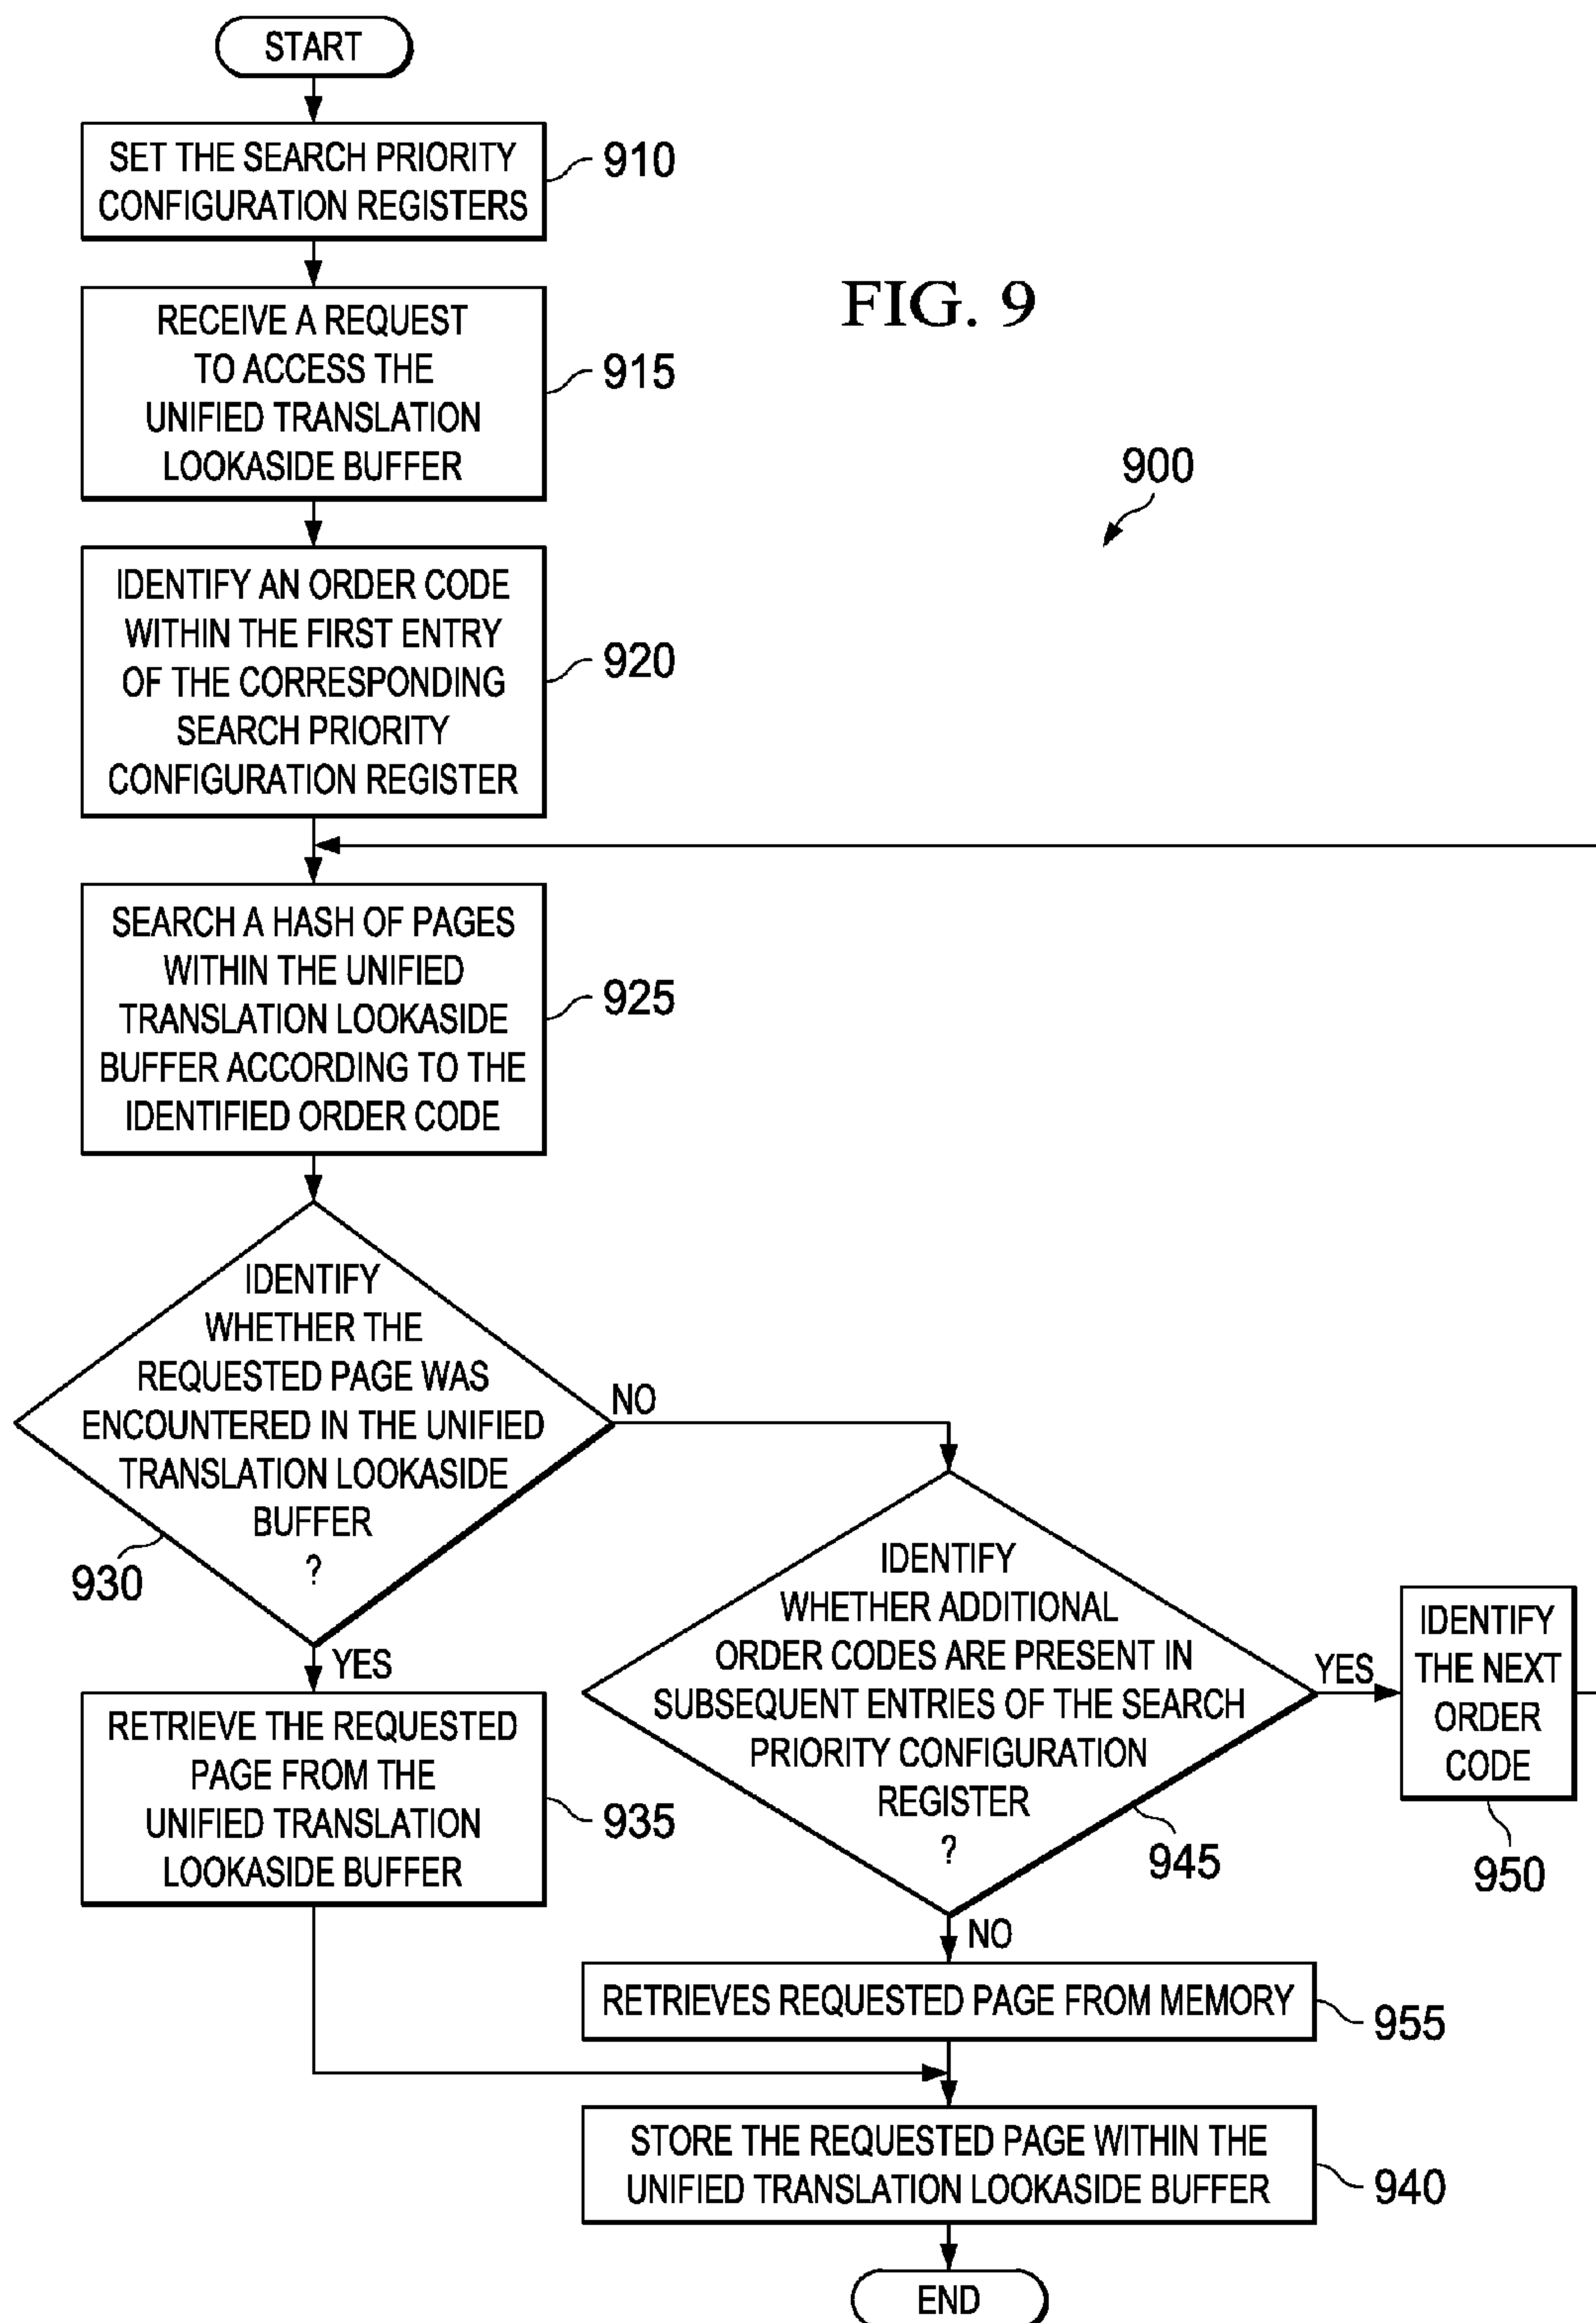 START
SET THE SEARCH PRIORITY
CONFIGURATION REGISTERS
910
RECEIVE A REQUEST
TO ACCESS THE
UNIFIED TRANSLATION
LOOKASIDE BUFFER
915
FIG. 9
900
IDENTIFY AN ORDER CODE
WITHIN THE FIRST ENTRY
OF THE CORRESPONDING
SEARCH PRIORITY
CONFIGURATION REGISTER
920
SEARCH A HASH OF PAGES
WITHIN THE UNIFIED
TRANSLATION LOOKASIDE
BUFFER ACCORDING TO THE
IDENTIFIED ORDER CODE
925
IDENTIFY
WHETHER THE
REQUESTED PAGE WAS
ENCOUNTERED IN THE UNIFIED
TRANSLATION LOOKASIDE
BUFFER
?
930
NO
YES
RETRIEVE THE REQUESTED
PAGE FROM THE
UNIFIED TRANSLATION
LOOKASIDE BUFFER
935
IDENTIFY
WHETHER ADDITIONAL
ORDER CODES ARE PRESENT IN
SUBSEQUENT ENTRIES OF THE SEARCH
PRIORITY CONFIGURATION
REGISTER
?
945
YES
IDENTIFY
THE NEXT
ORDER
CODE
950
NO
RETRIEVES REQUESTED PAGE FROM MEMORY
955
STORE THE REQUESTED PAGE WITHIN THE
UNIFIED TRANSLATION LOOKASIDE BUFFER
940
END